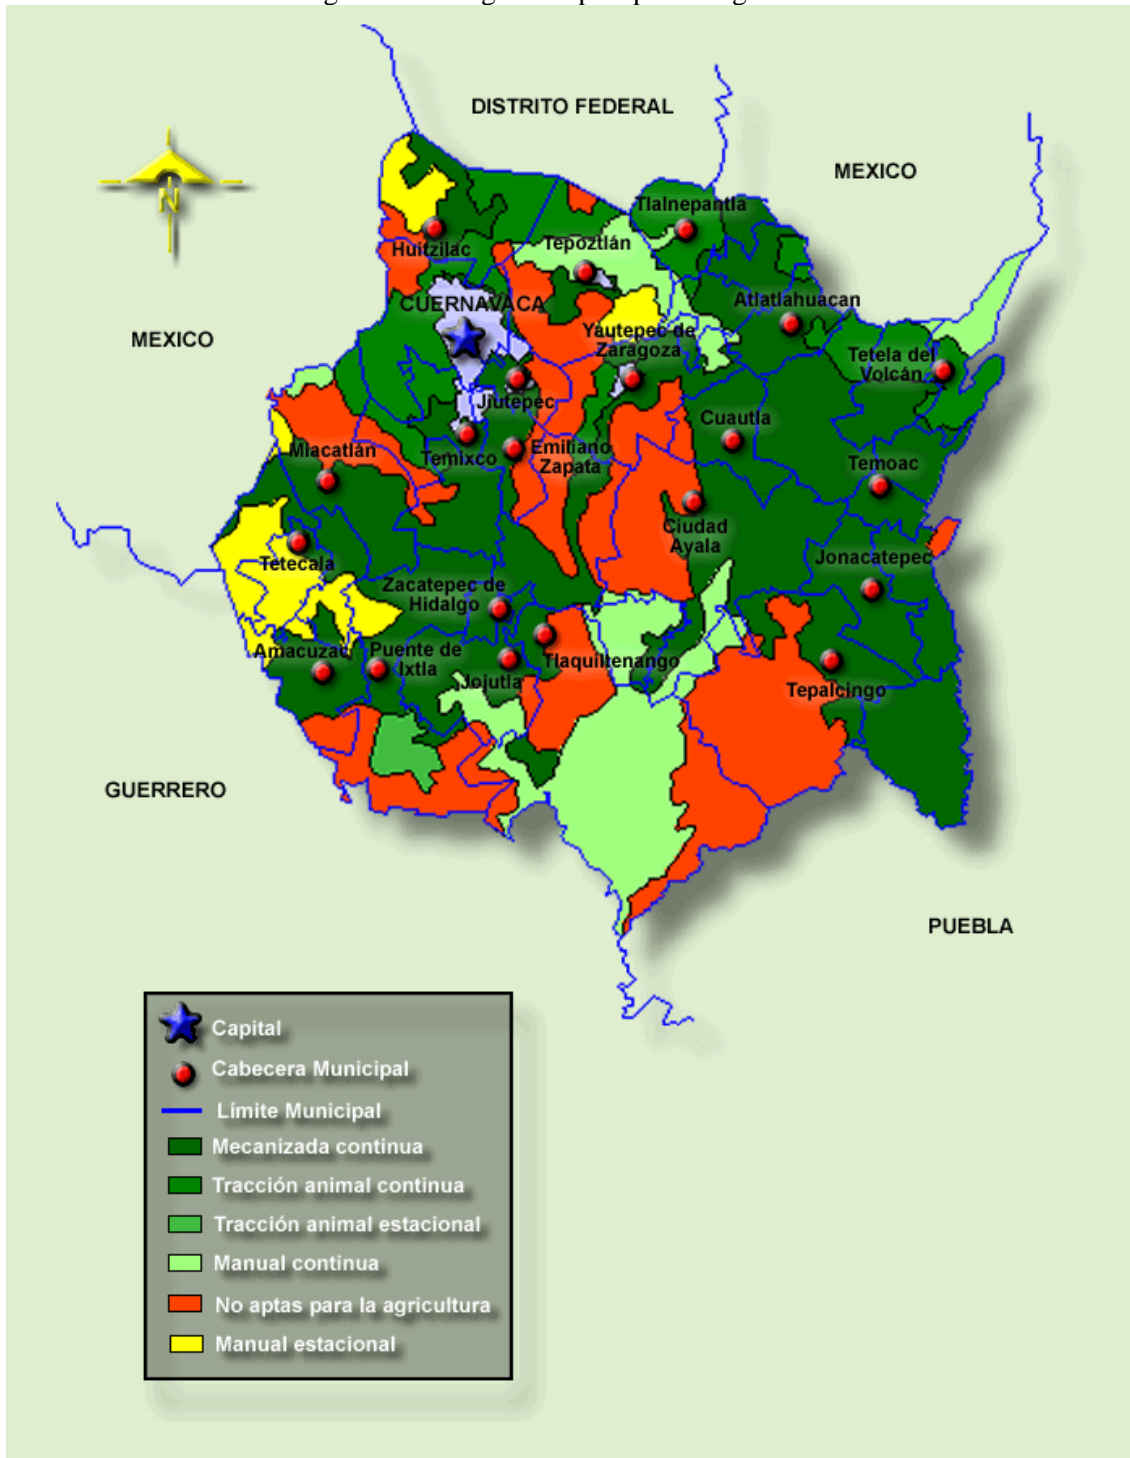 DISTRITO FEDERAL
MEXICO
N
Tlalnepantla
Huitzilac
Tepoztlán
CUERNAVACA
Atlatlahuacan
MEXICO
Yautepec de
Zaragoza
Tetela del
Volcán
Jiutepec
Cuautla
Miacatlán
Temixco
Emiliano
Zapata
Temoac
Ciudad
Ayala
Tetecala
Jonacatepec
Zacatepec de
Hidalgo
Amacuzac
Puente de
Ixtla
Jojutla
Tlaquiltenango
Tepalcingo
GUERRERO
PUEBLA
Capital
Cabecera Municipal
Límite Municipal
Mecanizada continua
Tracción animal continua
Tracción animal estacional
Manual continua
No aptas para la agricultura
Manual estacional